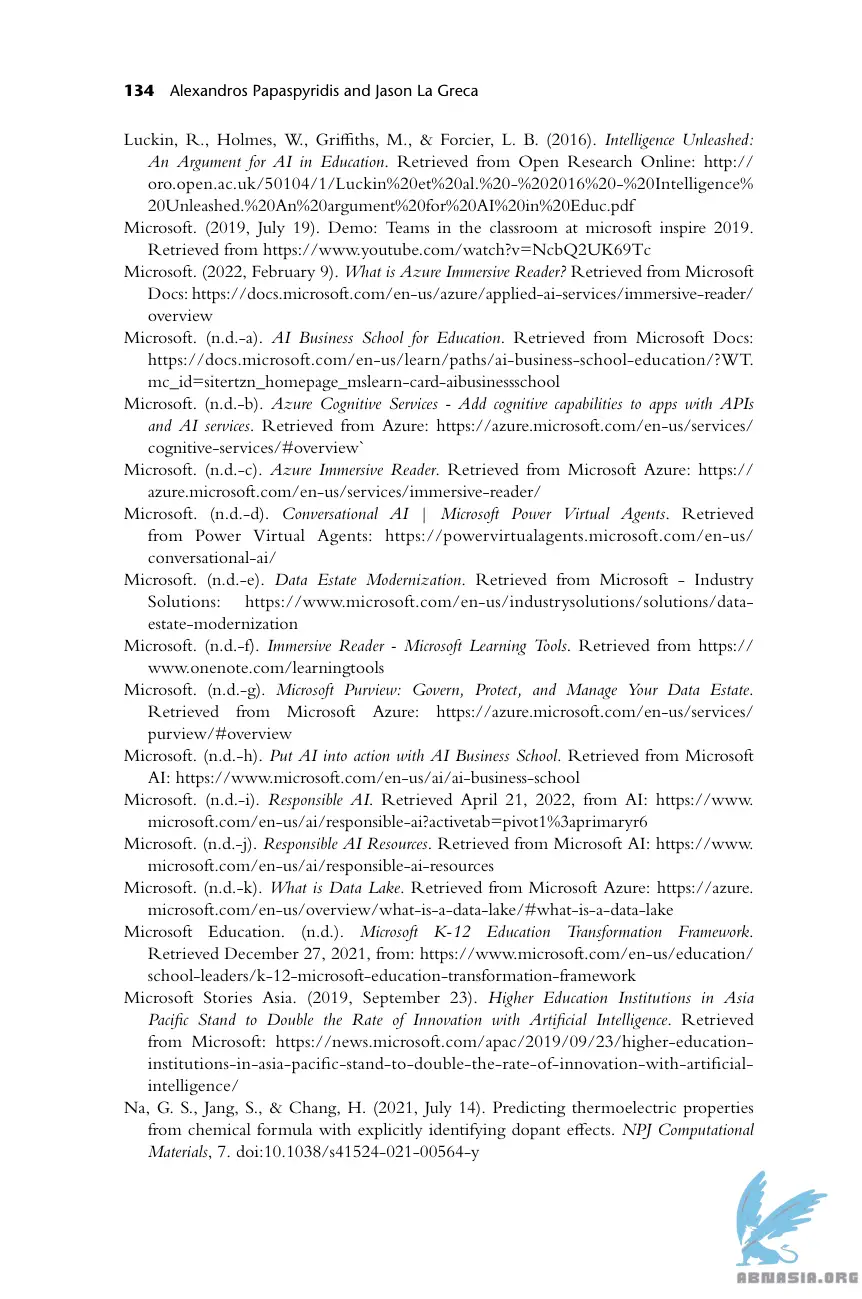 134 Alexandros Papaspyridis and Jason La Greca
Luckin, R., Holmes, W., Griffiths, M., & Forcier, L. B. (2016). Intelligence Unleashed:
An Argument for AI in Education. Retrieved from Open Research Online: http://
oro.open.ac.uk/50104/1/Luckin%20et%20al.%20-%202016%20-%20Intelligence%
20Unleashed.%20An%20argument%20for%20AI%20in%20Educ.pdf
Microsoft. (2019, July 19). Demo: Teams in the classroom at microsoft inspire 2019.
Retrieved from https://www.youtube.com/watch?v=NcbQ2UK69Tc
Microsoft. (2022, February 9). What is Azure Immersive Reader? Retrieved from Microsoft
Docs: https://docs.microsoft.com/en-us/azure/applied-ai-services/immersive-reader/
overview
Microsoft. (n.d.-a). AI Business School for Education. Retrieved from Microsoft Docs:
https://docs.microsoft.com/en-us/learn/paths/ai-business-school-education/?WT.
mc_id=sitertzn_homepage_mslearn-card-aibusinessschool
Microsoft. (n.d.-b). Azure Cognitive Services - Add cognitive capabilities to apps with APIs
and AI services. Retrieved from Azure: https://azure.microsoft.com/en-us/services/
cognitive-services/#overview`
Microsoft. (n.d.-c). Azure Immersive Reader. Retrieved from Microsoft Azure: https://
azure.microsoft.com/en-us/services/immersive-reader/
Microsoft. (n.d.-d). Conversational AI | Microsoft Power Virtual Agents. Retrieved
from Power Virtual Agents: https://powervirtualagents.microsoft.com/en-us/
conversational-ai/
Microsoft. (n.d.-e). Data Estate Modernization. Retrieved from Microsoft - Industry
Solutions: https://www.microsoft.com/en-us/industrysolutions/solutions/data-
estate-modernization
Microsoft. (n.d.-f). Immersive Reader - Microsoft Learning Tools. Retrieved from https://
www.onenote.com/learningtools
Microsoft. (n.d.-g). Microsoft Purview: Govern, Protect, and Manage Your Data Estate.
Retrieved from Microsoft Azure: https://azure.microsoft.com/en-us/services/
purview/#overview
Microsoft. (n.d.-h). Put AI into action with AI Business School. Retrieved from Microsoft
AI: https://www.microsoft.com/en-us/ai/ai-business-school
Microsoft. (n.d.-i). Responsible AI. Retrieved April 21, 2022, from AI: https://www.
microsoft.com/en-us/ai/responsible-ai?activetab=pivot1%3aprimaryr6
Microsoft. (n.d.-j). Responsible AI Resources. Retrieved from Microsoft AI: https://www.
microsoft.com/en-us/ai/responsible-ai-resources
Microsoft. (n.d.-k). What is Data Lake. Retrieved from Microsoft Azure: https://azure.
microsoft.com/en-us/overview/what-is-a-data-lake/#what-is-a-data-lake
Microsoft Education. (n.d.). Microsoft K-12 Education Transformation Framework.
Retrieved December 27, 2021, from: https://www.microsoft.com/en-us/education/
school-leaders/k-12-microsoft-education-transformation-framework
Microsoft Stories Asia. (2019, September 23). Higher Education Institutions in Asia
Pacific Stand to Double the Rate of Innovation with Artificial Intelligence. Retrieved
from Microsoft: https://news.microsoft.com/apac/2019/09/23/higher-education-
institutions-in-asia-pacific-stand-to-double-the-rate-of-innovation-with-artificial-
intelligence/
Na, G. S., Jang, S., & Chang, H. (2021, July 14). Predicting thermoelectric properties
from chemical formula with explicitly identifying dopant effects. NPJ Computational
Materials, 7. doi:10.1038/s41524-021-00564-y
ABNASIA.ORG